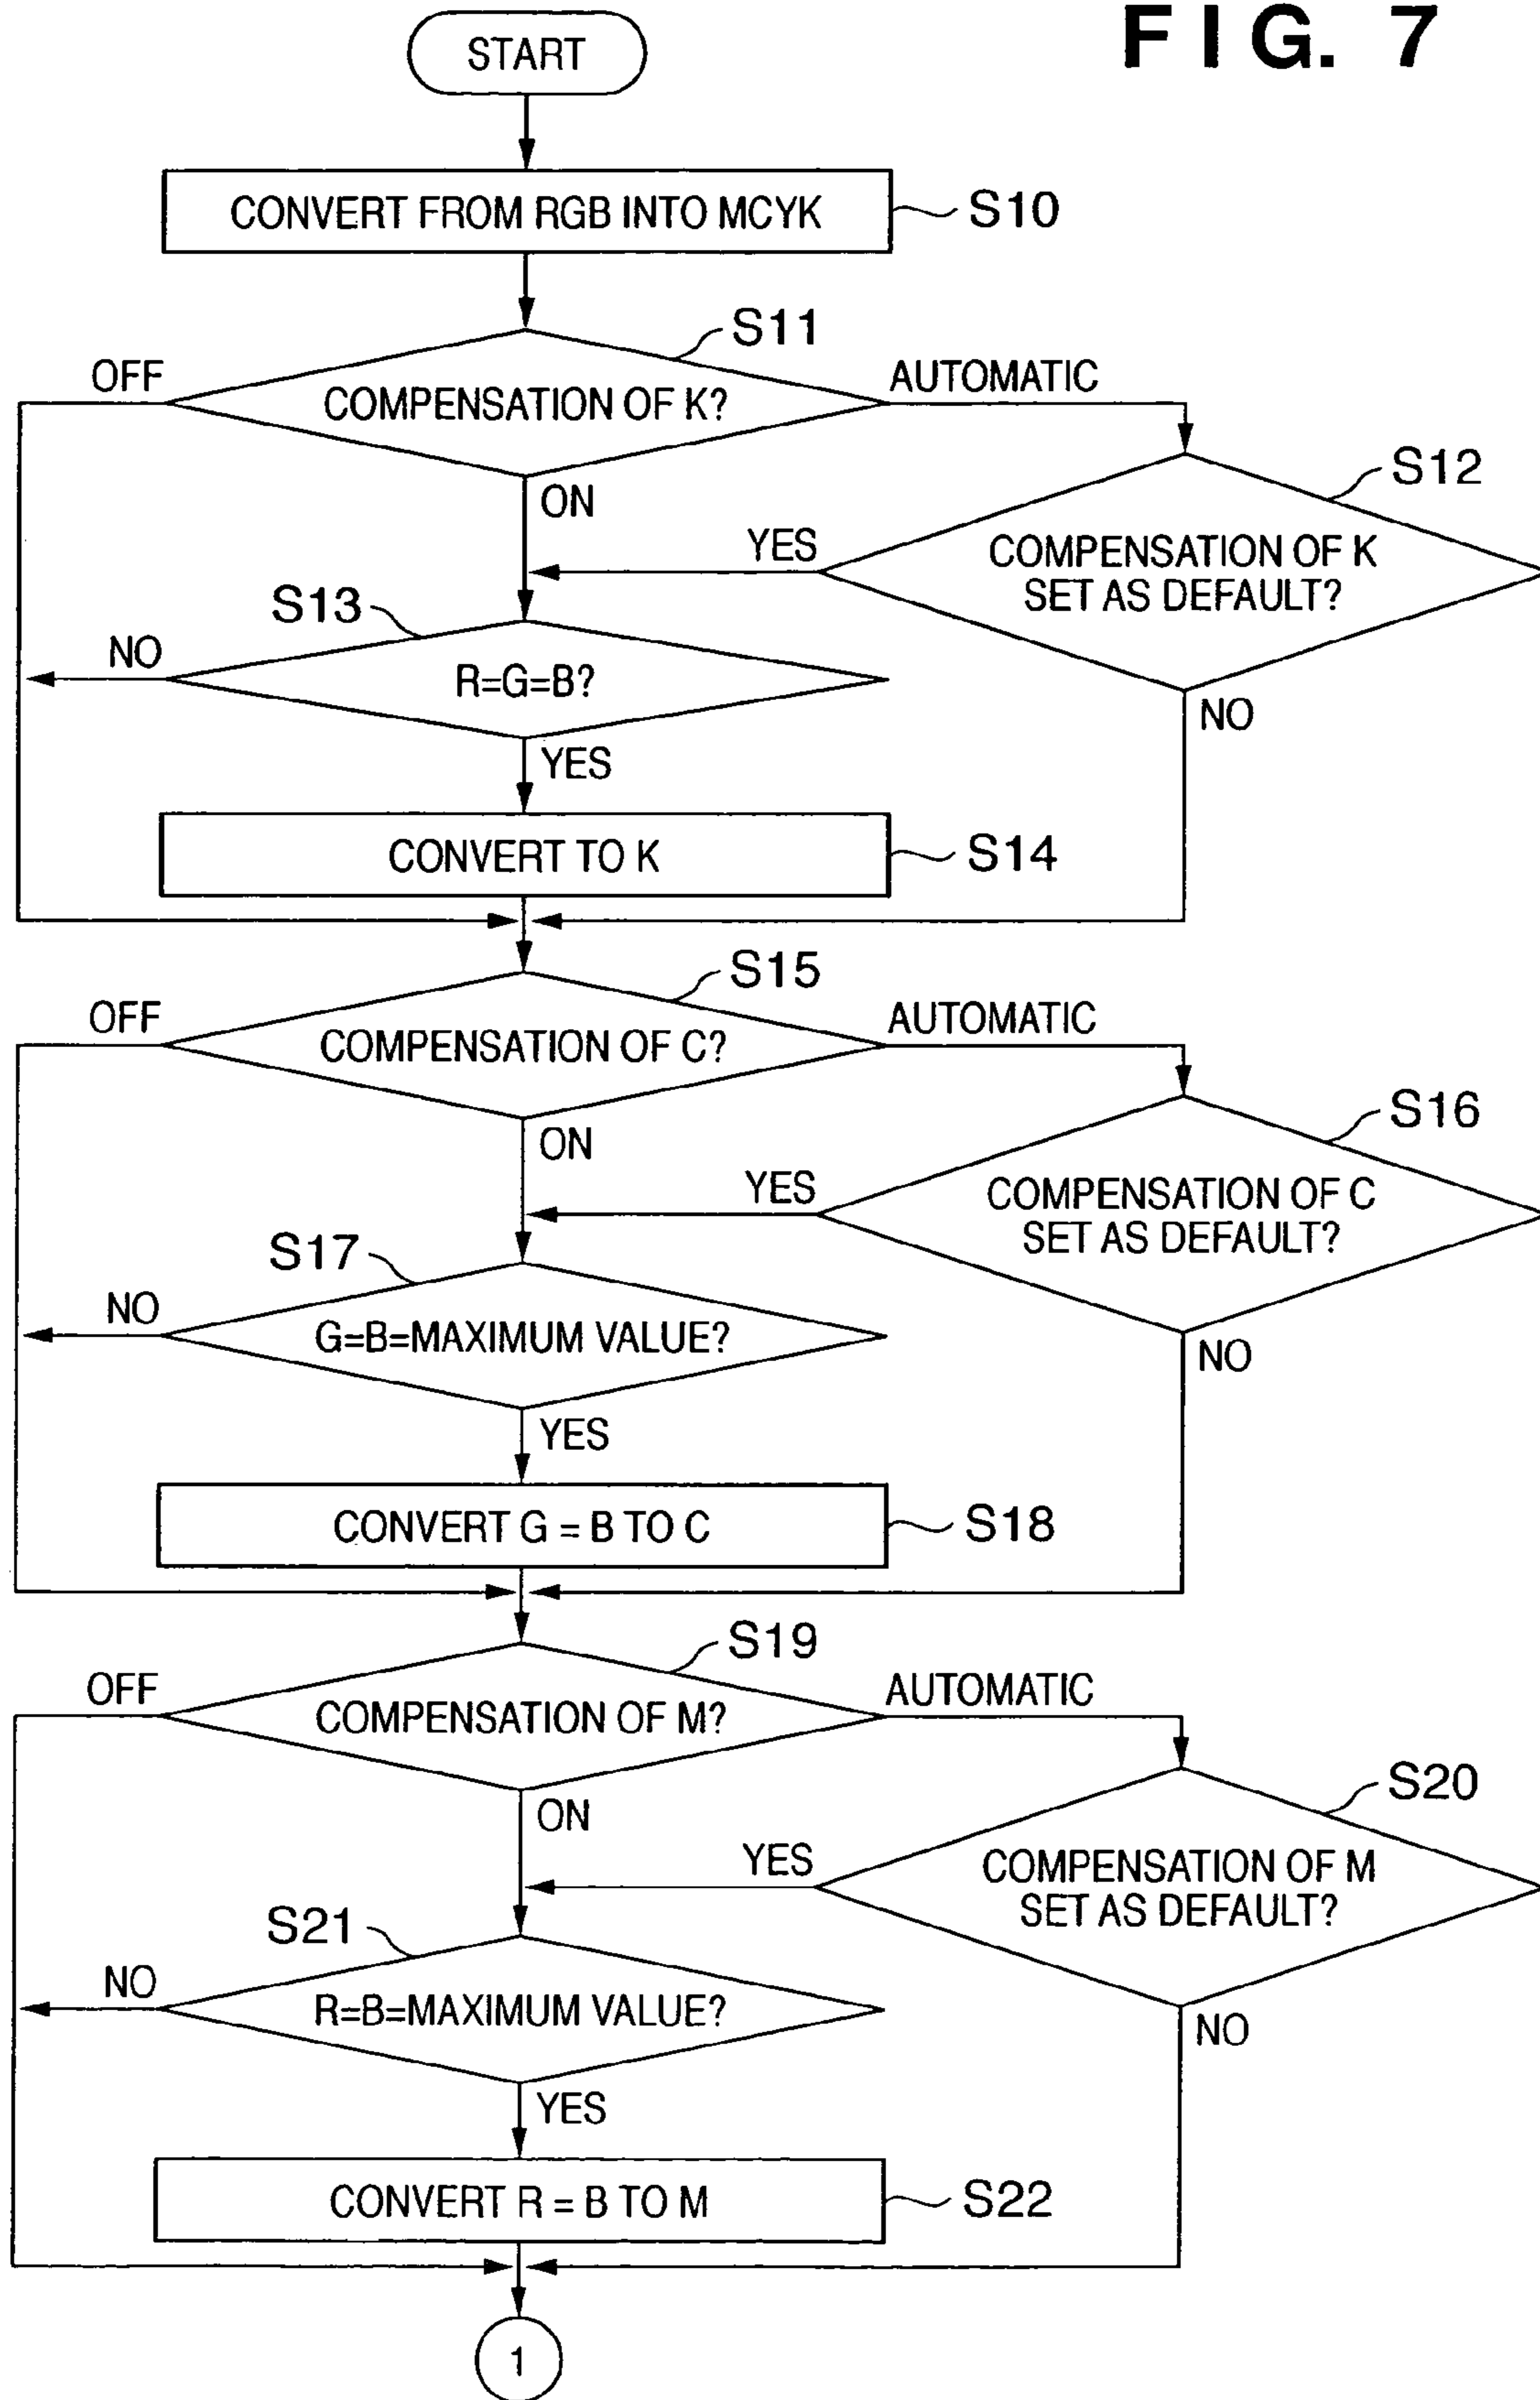 FIG. 7
START
CONVERT FROM RGB INTO MCYK
S10
S11
OFF
COMPENSATION OF K?
AUTOMATIC
S12
ON
YES
COMPENSATION OF K
SET AS DEFAULT?
S13
NO
R=G=B?
NO
YES
CONVERT TO K
S14
S15
OFF
COMPENSATION OF C?
AUTOMATIC
S16
ON
YES
COMPENSATION OF C
SET AS DEFAULT?
S17
NO
G=B=MAXIMUM VALUE?
NO
YES
CONVERT G = B TO C
S18
S19
OFF
COMPENSATION OF M?
AUTOMATIC
S20
ON
YES
COMPENSATION OF M
SET AS DEFAULT?
S21
NO
R=B=MAXIMUM VALUE?
NO
YES
CONVERT R = B TO M
S22
1